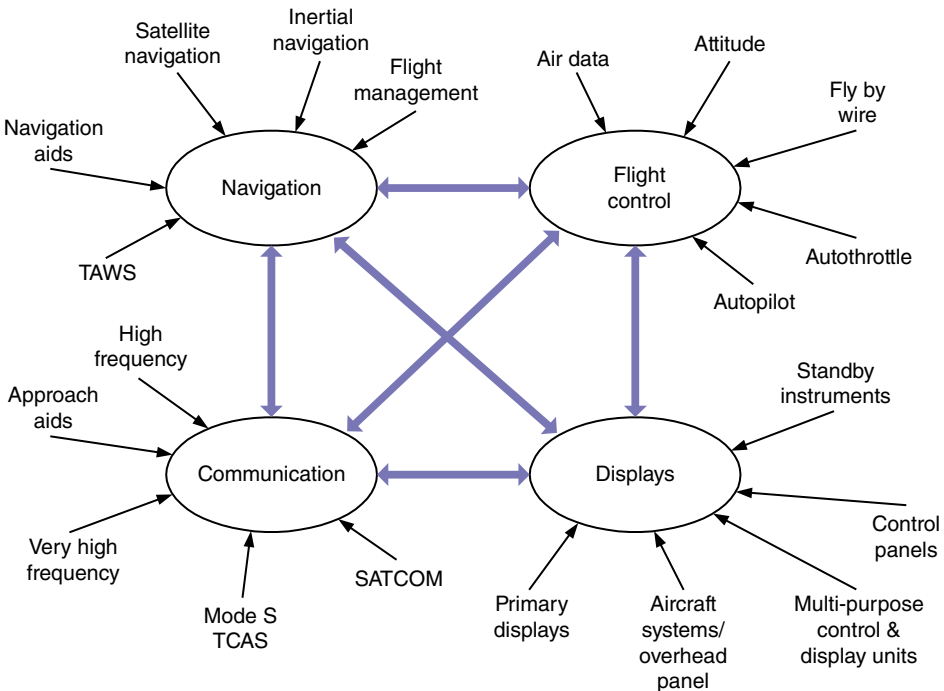 Satellite
navigation
Inertial
navigation
Flight
management
Navigation
aids
TAWS
Navigation
Air data
Attitude
Fly by
wire
Autothrottle
Autopilot
Flight
control
High
frequency
Approach
aids
Very high
frequency
Mode S
TCAS
SATCOM
Communication
Standby
instruments
Control
panels
Multi-purpose
control &
display units
Aircraft
systems/
overhead
panel
Primary
displays
Displays